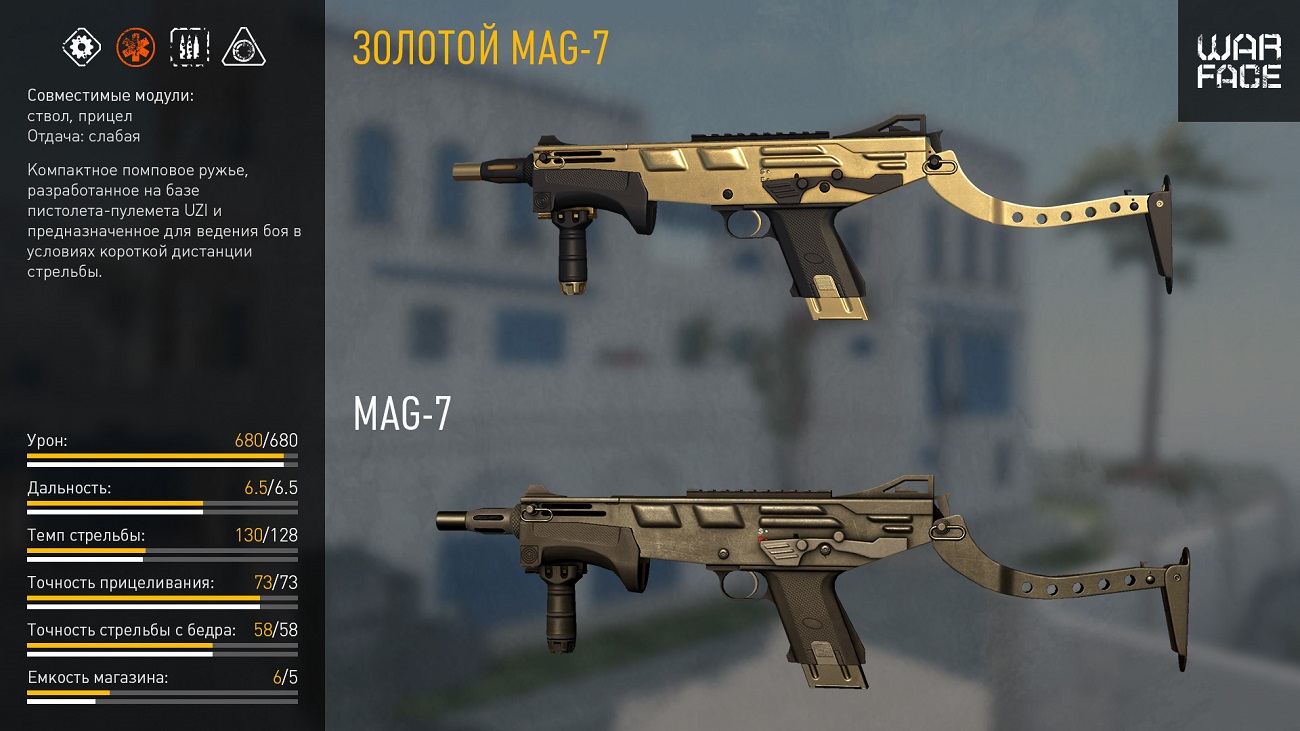 ЗОЛОТОЙ MAG-7
WAR
FACE
Совместимые модули:
ствол, прицел
Отдача: слабая
Компактное помповое ружье,
разработанное на базе
пистолета-пулемета UZI и
предназначенное для ведения боя в
условиях короткой дистанции
стрельбы.
MAG-7
Урон: 680/680
Дальность: 6.5/6.5
Темп стрельбы: 130/128
Точность прицеливания: 73/73
Точность стрельбы с бедра: 58/58
Емкость магазина: 6/5